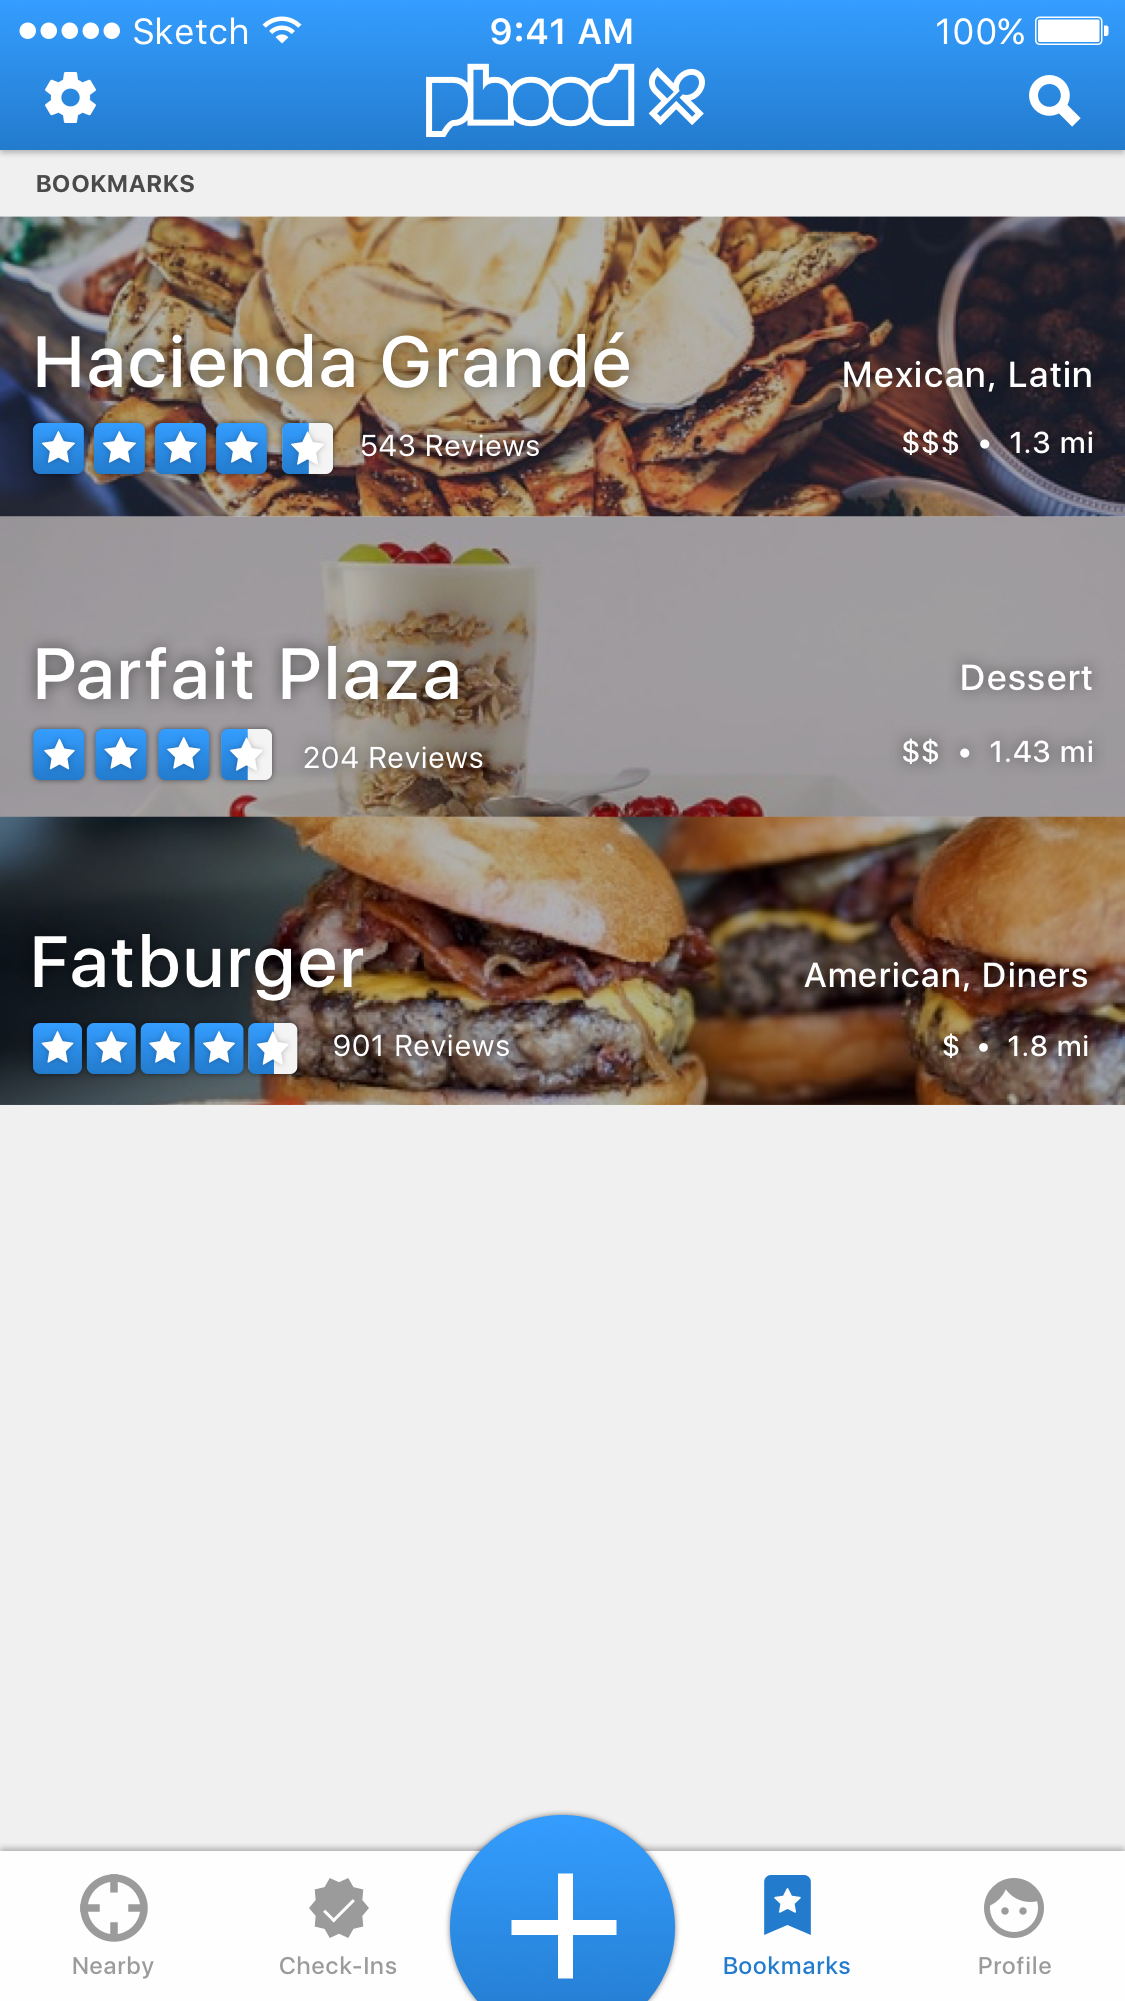 Sketch 9:41 AM 100%
phood
BOOKMARKS
Hacienda Grandé
Mexican, Latin
543 Reviews
$$$ • 1.3 mi
Parfait Plaza
Dessert
204 Reviews
$$ • 1.43 mi
Fatburger
American, Diners
901 Reviews
$ • 1.8 mi
Nearby Check-Ins Bookmarks Profile